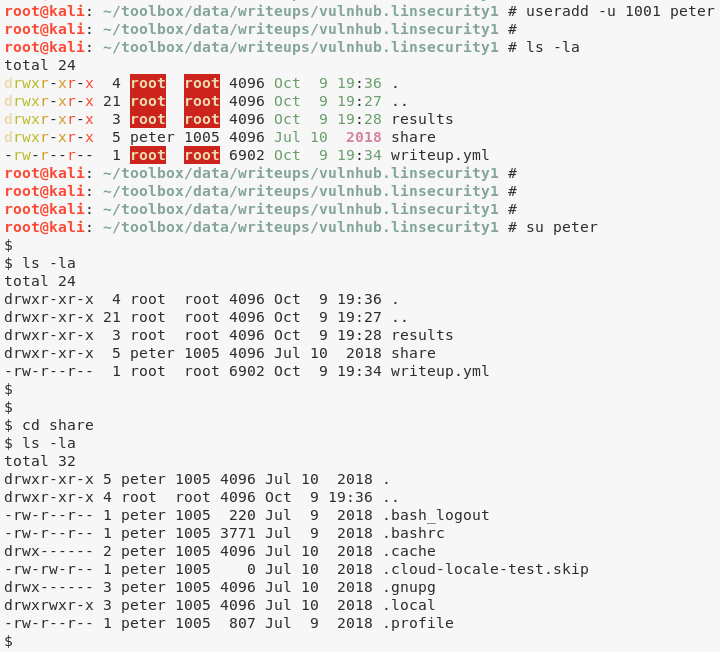 root@kali: ~/toolbox/data/writeups/vulnhub.linsecurity1 # useradd -u 1001 peter
root@kali: ~/toolbox/data/writeups/vulnhub.linsecurity1 #
root@kali: ~/toolbox/data/writeups/vulnhub.linsecurity1 # ls -la
total 24
drwxr-xr-x  4 root  root 4096 Oct  9 19:36 .
drwxr-xr-x 21 root  root 4096 Oct  9 19:27 ..
drwxr-xr-x  3 root  root 4096 Oct  9 19:28 results
drwxr-xr-x  5 peter 1005 4096 Jul 10  2018 share
-rw-r--r--  1 root  root 6902 Oct  9 19:34 writeup.yml
root@kali: ~/toolbox/data/writeups/vulnhub.linsecurity1 #
root@kali: ~/toolbox/data/writeups/vulnhub.linsecurity1 #
root@kali: ~/toolbox/data/writeups/vulnhub.linsecurity1 #
root@kali: ~/toolbox/data/writeups/vulnhub.linsecurity1 # su peter
$
$ ls -la
total 24
drwxr-xr-x  4 root  root 4096 Oct  9 19:36 .
drwxr-xr-x 21 root  root 4096 Oct  9 19:27 ..
drwxr-xr-x  3 root  root 4096 Oct  9 19:28 results
drwxr-xr-x  5 peter 1005 4096 Jul 10  2018 share
-rw-r--r--  1 root  root 6902 Oct  9 19:34 writeup.yml
$
$
$ cd share
$ ls -la
total 32
drwxr-xr-x 5 peter 1005 4096 Jul 10  2018 .
drwxr-xr-x 4 root  root 4096 Oct  9 19:36 ..
-rw-r--r-- 1 peter 1005  220 Jul  9  2018 .bash_logout
-rw-r--r-- 1 peter 1005 3771 Jul  9  2018 .bashrc
drwx------ 2 peter 1005 4096 Jul 10  2018 .cache
-rw-rw-r-- 1 peter 1005    0 Jul 10  2018 .cloud-locale-test.skip
drwx------ 3 peter 1005 4096 Jul 10  2018 .gnupg
drwxrwxr-x 3 peter 1005 4096 Jul 10  2018 .local
-rw-r--r-- 1 peter 1005  807 Jul  9  2018 .profile
$